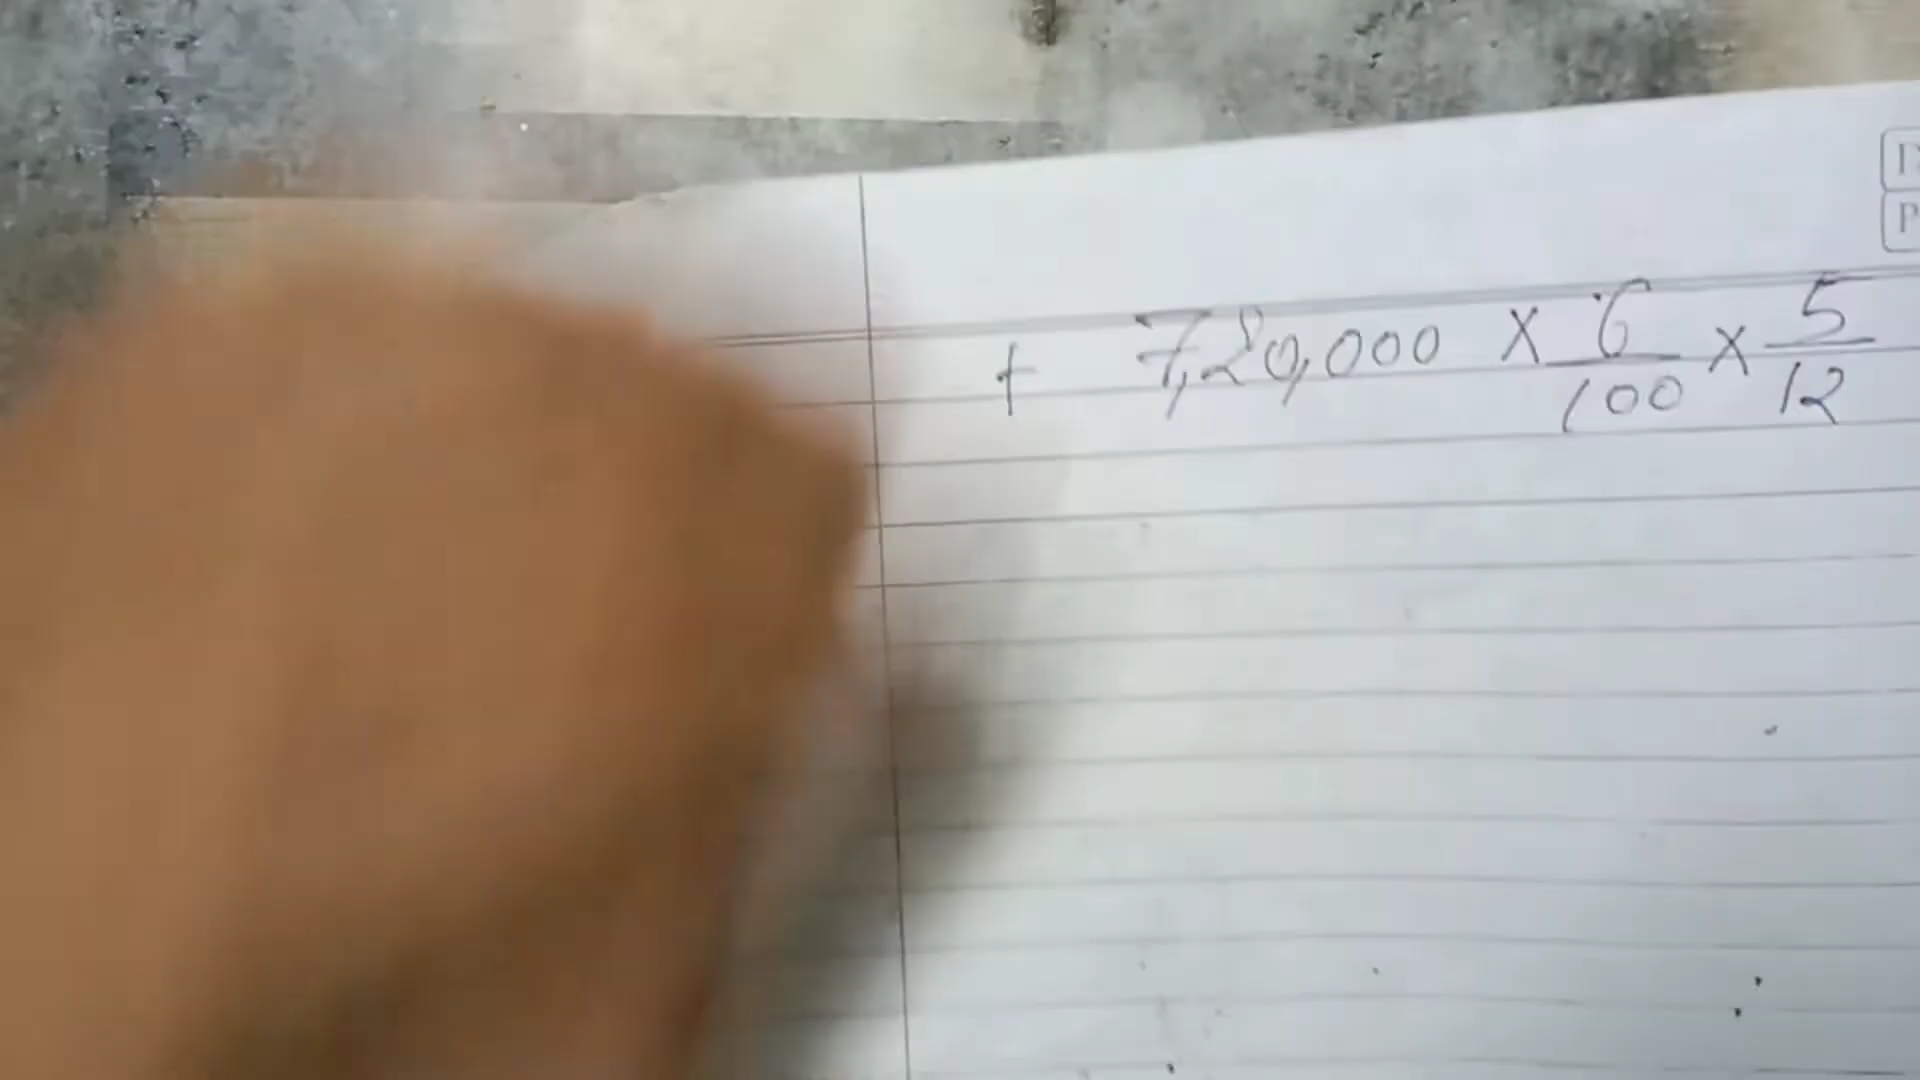 + 7,20,000 × 6/100 × 5/12